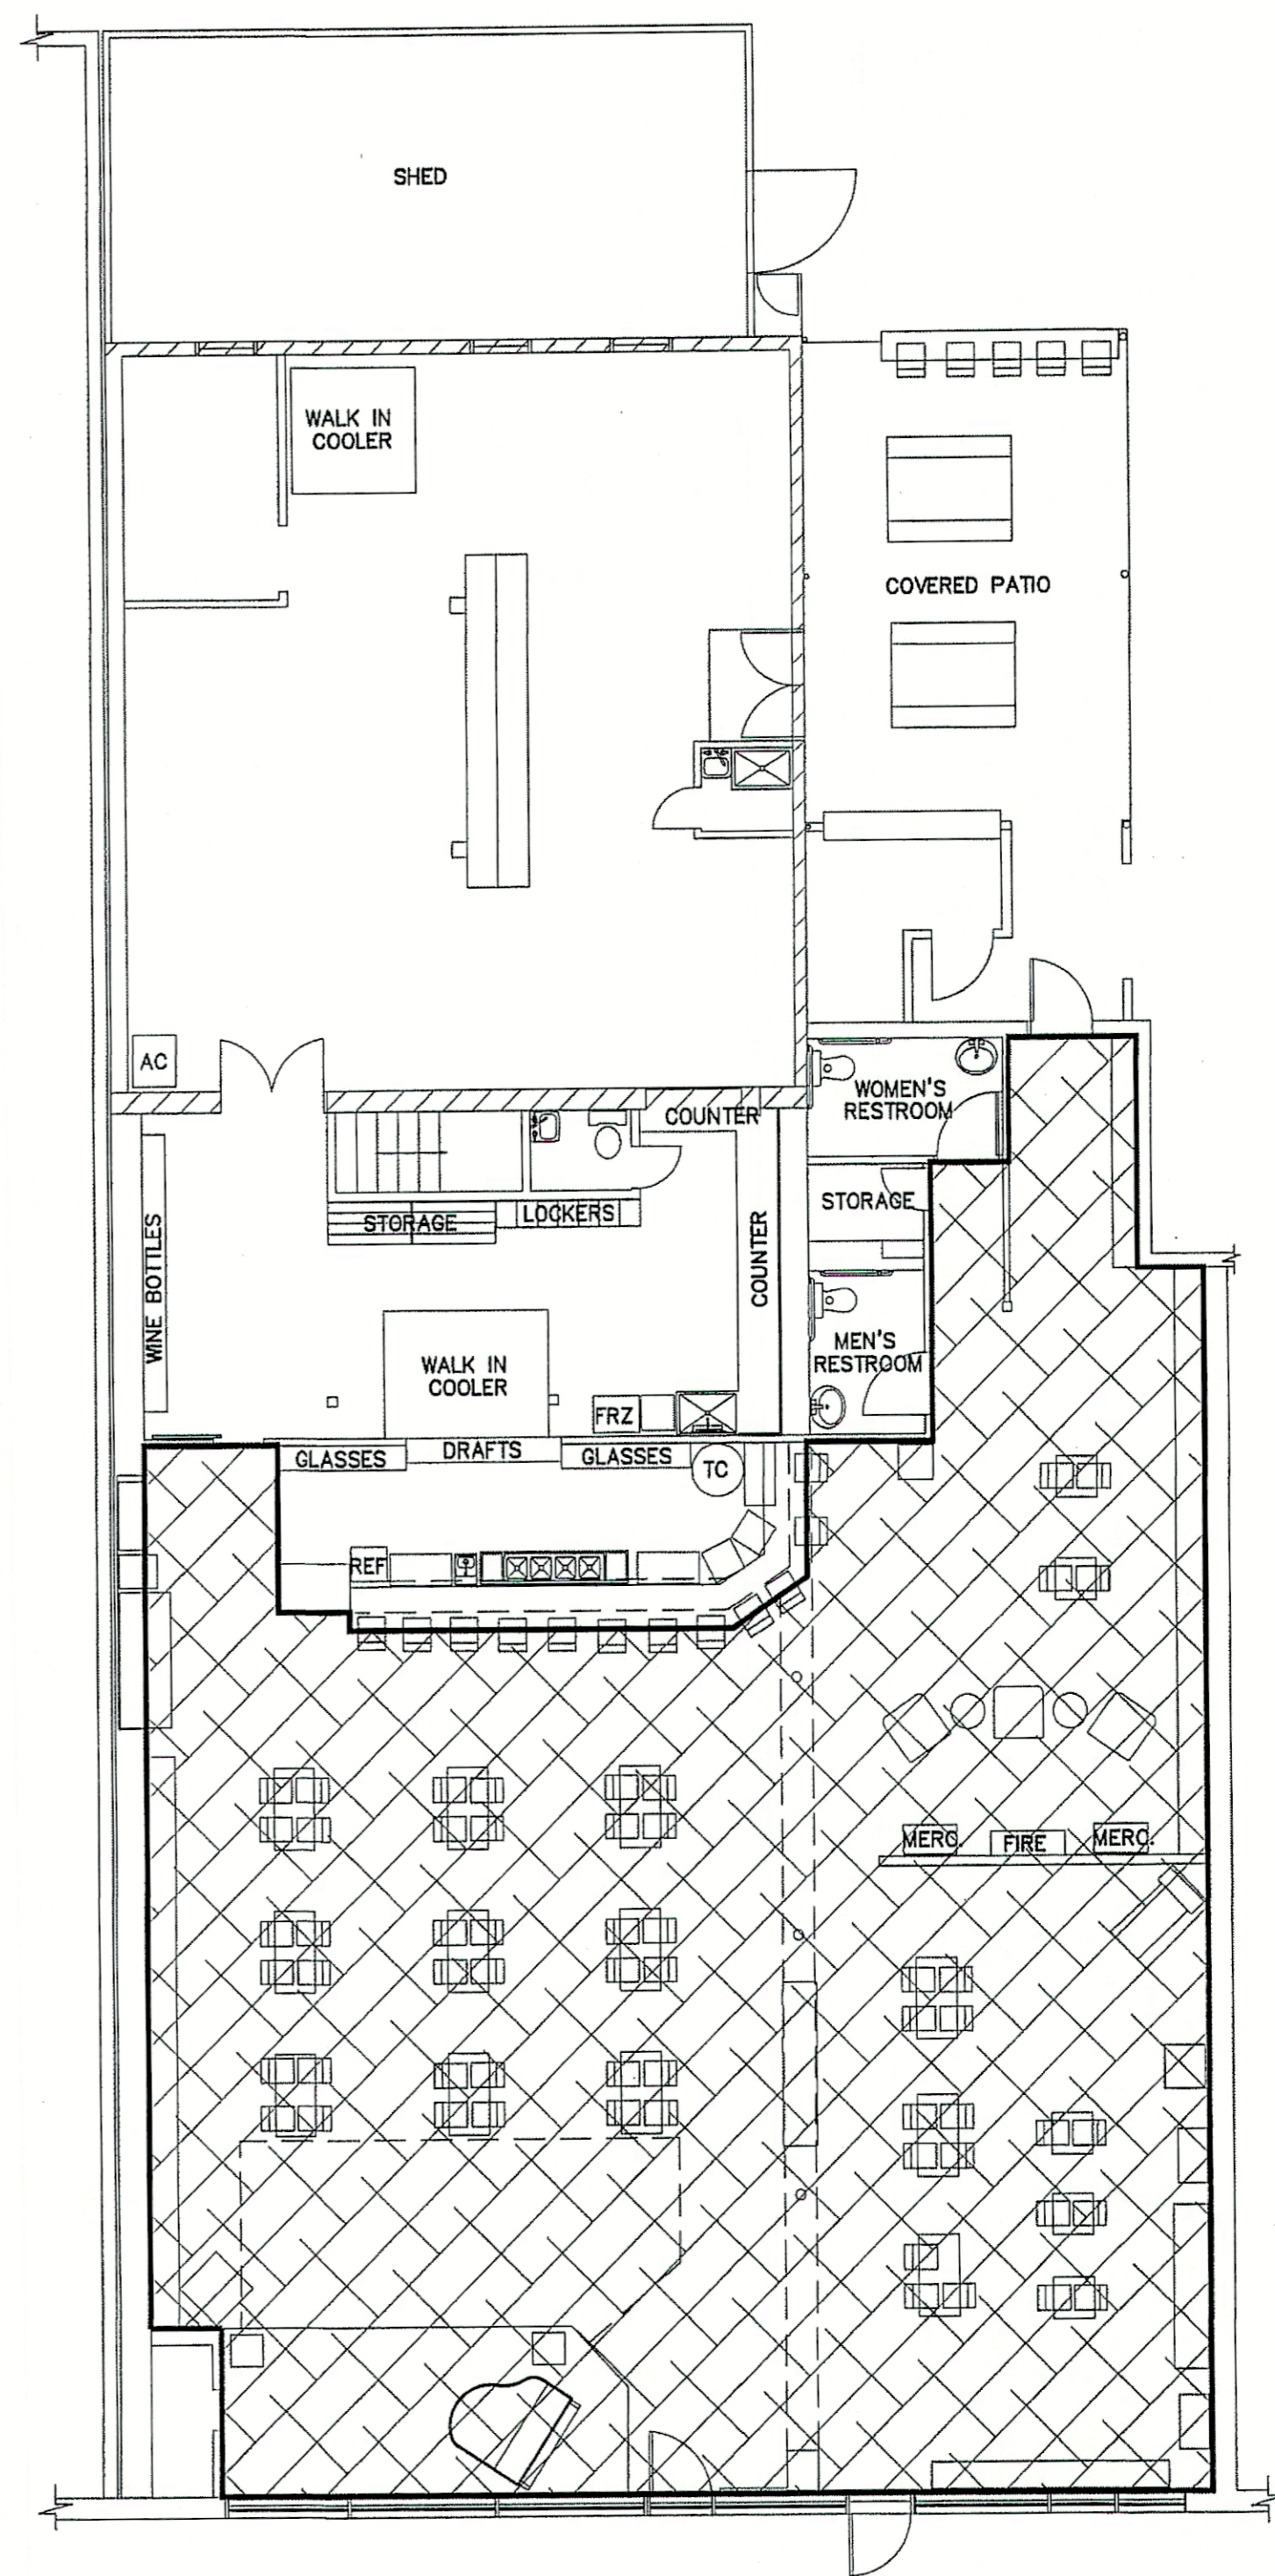 SHED
WALK IN
COOLER
COVERED PATIO
AC
WOMEN'S
RESTROOM
COUNTER
STORAGE
STORAGE
LOCKERS
COUNTER
WINE BOTTLES
MEN'S
RESTROOM
WALK IN
COOLER
FRZ
GLASSES
DRAFTS
GLASSES
TC
REF
MERC.
FIRE
MERC.